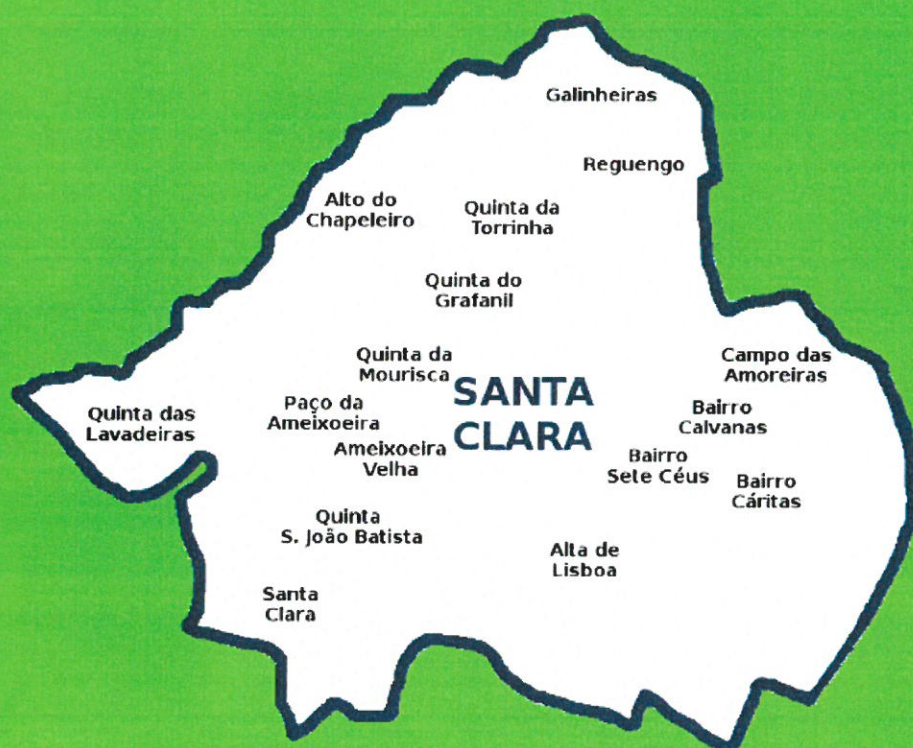 Galinheiras
Reguengo
Alto do
Chapeleiro
Quinta da
Torrinha
Quinta do
Grafanil
Quinta da
Mourisca
SANTA
CLARA
Campo das
Amoreiras
Quinta das
Lavadeiras
Paço da
Ameixoeira
Bairro
Calvanas
Ameixoeira
Velha
Bairro
Sete Céus
Bairro
Cáritas
Quinta
S. João Batista
Alta de
Lisboa
Santa
Clara